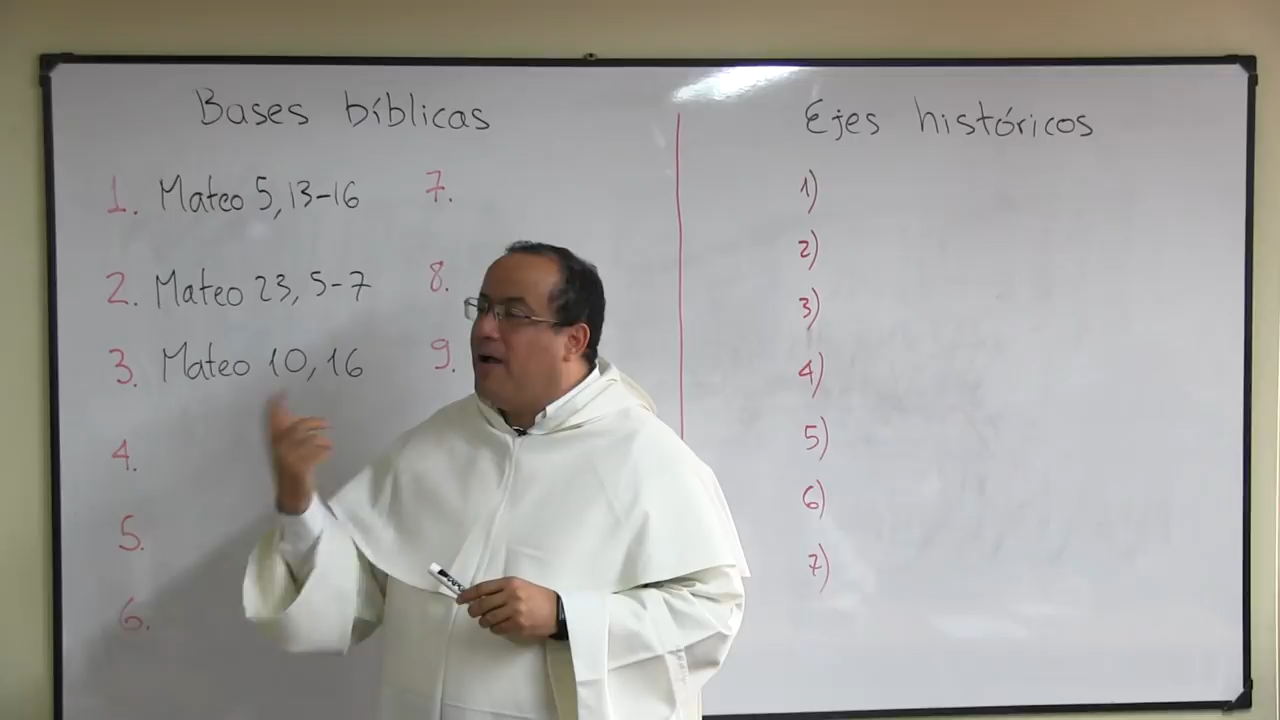 Bases bíblicas
1. Mateo 5, 13-16
2. Mateo 23, 5-7
3. Mateo 10, 16
4.
5.
6.
7.
8.
9.
Ejes históricos
1)
2)
3)
4)
5)
6)
7)